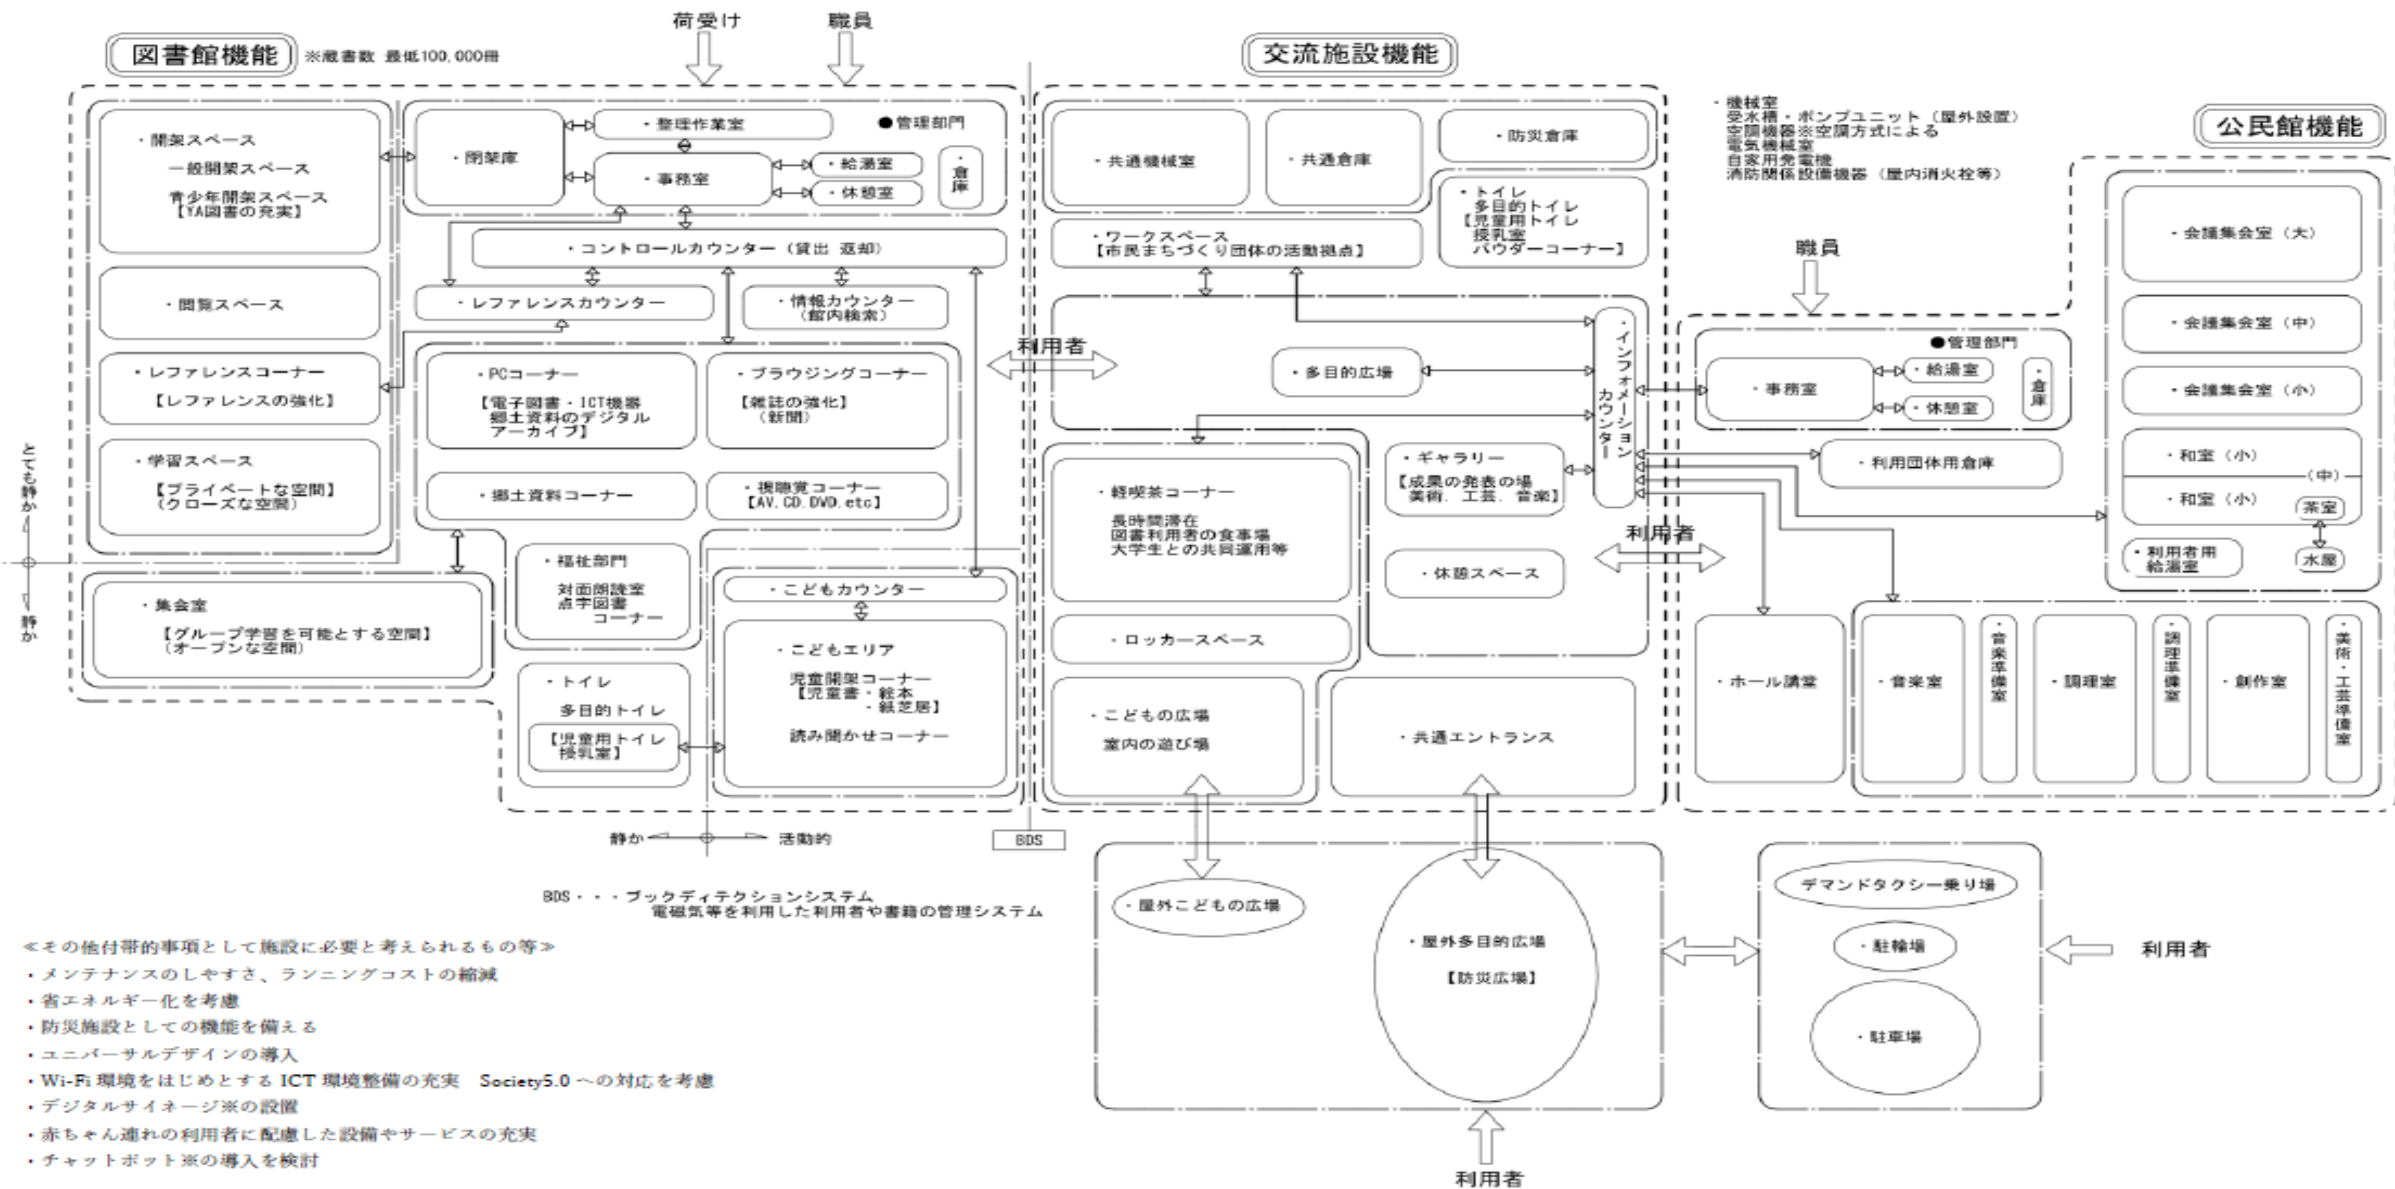 荷受け
職員
図書館機能
※蔵書数 最低100,000冊
・開架スペース
一般開架スペース
青少年開架スペース
【YA図書の充実】
・閲覧スペース
・レファレンスコーナー
【レファレンスの強化】
・学習スペース
【プライベートな空間】
(クローズな空間)
・集会室
【グループ学習を可能とする空間】
(オープンな空間)
とても静か
静か
・閉架庫
・整理作業室
●管理部門
・事務室
・給湯室
・休憩室
・倉庫
・コントロールカウンター(貸出 返却)
・レファレンスカウンター
・情報カウンター
(館内検索)
・PCコーナー
【電子図書・ICT機器
郷土資料のデジタル
アーカイブ】
・ブラウジングコーナー
【雑誌の強化】
(新聞)
・郷土資料コーナー
・視聴覚コーナー
【AV.CD.DVD.etc】
・福祉部門
対面朗読室
点字図書
コーナー
・こどもカウンター
・こどもエリア
児童開架コーナー
【児童書・絵本
・紙芝居】
読み聞かせコーナー
・トイレ
多目的トイレ
【児童用トイレ
授乳室】
静か
活動的
BDS
BDS・・・ブックディテクションシステム
電磁気等を利用した利用者や書籍の管理システム
利用者
交流施設機能
・共通機械室
・共通倉庫
・防災倉庫
・トイレ
多目的トイレ
【児童用トイレ
授乳室
パウダーコーナー】
・ワークスペース
【市民まちづくり団体の活動拠点】
・多目的広場
・インフォメーション
カウンター
・ギャラリー
【成果の発表の場
美術．工芸．音楽】
・軽喫茶コーナー
長時間滞在
図書利用者の食事場
大学生との共同運用等
・休憩スペース
・ロッカースペース
・こどもの広場
室内の遊び場
・共通エントランス
利用者
・機械室
受水槽・ポンプユニット(屋外設置)
空調機器※空調方式による
電気機械室
自家用発電機
消防関係設備機器(屋内消火栓等)
公民館機能
職員
●管理部門
・事務室
・給湯室
・休憩室
・倉庫
・利用団体用倉庫
・会議集会室(大)
・会議集会室(中)
・会議集会室(小)
・和室(小)
(中)
・和室(小)
茶室
・利用者用
給湯室
水屋
・ホール講堂
・音楽室
・音楽準備室
・調理室
・調理準備室
・創作室
・美術・工芸準備室
・屋外こどもの広場
・屋外多目的広場
【防災広場】
デマンドタクシー乗り場
・駐輪場
・駐車場
利用者
利用者
≪その他付帯的事項として施設に必要と考えられるもの等≫
・メンテナンスのしやすさ、ランニングコストの縮減
・省エネルギー化を考慮
・防災施設としての機能を備える
・ユニバーサルデザインの導入
・Wi-Fi 環境をはじめとする ICT 環境整備の充実　Society5.0 への対応を考慮
・デジタルサイネージ※の設置
・赤ちゃん連れの利用者に配慮した設備やサービスの充実
・チャットボット※の導入を検討